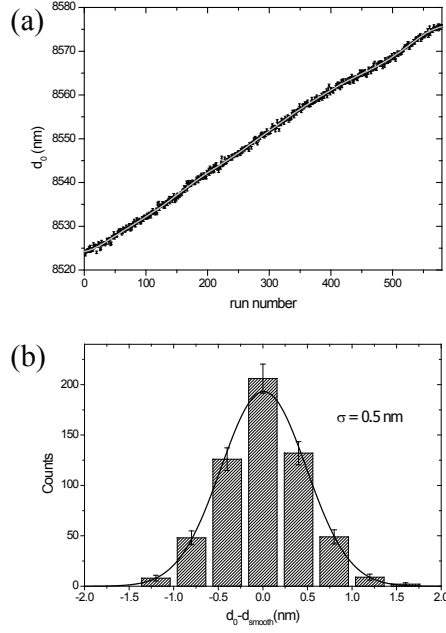 (a)
8580
8570
8560
8550
8540
8530
8520
d₀ (nm)
0 100 200 300 400 500
run number
(b)
200
150
100
50
0
Counts
σ = 0.5 nm
-2.0 -1.5 -1.0 -0.5 0.0 0.5 1.0 1.5 2.0
d₀-d_smooth(nm)